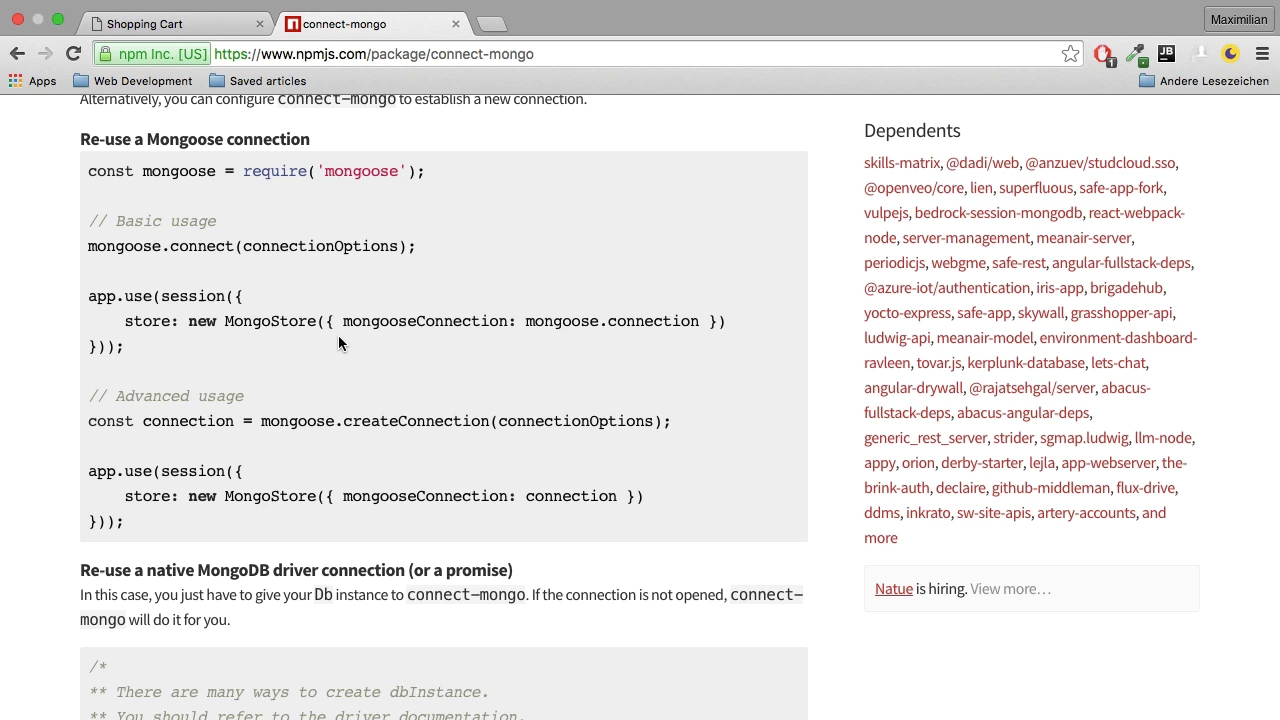 Shopping Cart
connect-mongo
Maximilian
npm Inc. [US] https://www.npmjs.com/package/connect-mongo
1
JB
Apps Web Development Saved articles Andere Lesezeichen
Alternatively, you can configure connect-mongo to establish a new connection.
Re-use a Mongoose connection
const mongoose = require('mongoose');
// Basic usage
mongoose.connect(connectionOptions);
app.use(session({
store: new MongoStore({ mongooseConnection: mongoose.connection })
}));
// Advanced usage
const connection = mongoose.createConnection(connectionOptions);
app.use(session({
store: new MongoStore({ mongooseConnection: connection })
}));
Re-use a native MongoDB driver connection (or a promise)
In this case, you just have to give your Db instance to connect-mongo. If the connection is not opened, connect-
mongo will do it for you.
/*
** There are many ways to create dbInstance.
** You should refer to the driver documentation.
Dependents
skills-matrix, @dadi/web, @anzuev/studcloud.sso,
@openveo/core, lien, superfluous, safe-app-fork,
vulpejs, bedrock-session-mongodb, react-webpack-
node, server-management, meanair-server,
periodicjs, webgme, safe-rest, angular-fullstack-deps,
@azure-iot/authentication, iris-app, brigadehub,
yocto-express, safe-app, skywall, grasshopper-api,
ludwig-api, meanair-model, environment-dashboard-
ravleen, tovar.js, kerplunk-database, lets-chat,
angular-drywall, @rajatsehgal/server, abacus-
fullstack-deps, abacus-angular-deps,
generic_rest_server, strider, sgmap.ludwig, llm-node,
appy, orion, derby-starter, lejla, app-webserver, the-
brink-auth, declaire, github-middleman, flux-drive,
ddms, inkrato, sw-site-apis, artery-accounts, and
more
Natue is hiring. View more…